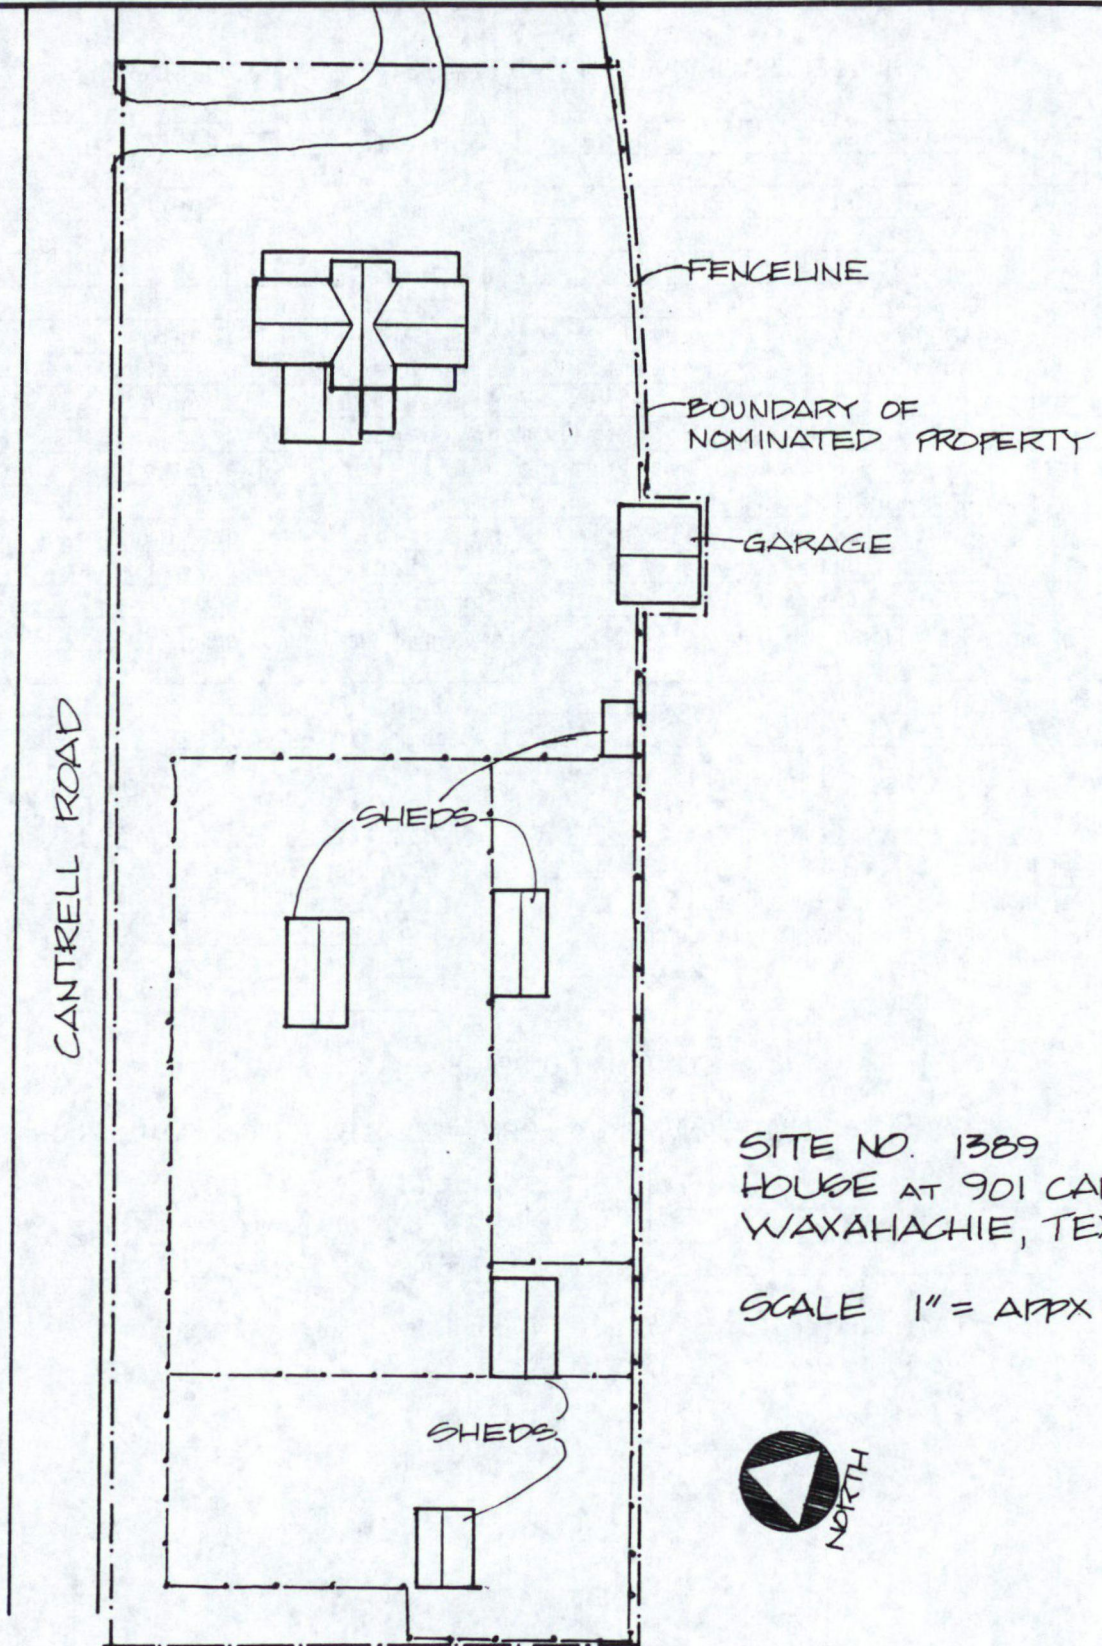 FENCELINE
BOUNDARY OF
NOMINATED PROPERTY
GARAGE
CANTRELL ROAD
SHEDS
SITE NO. 1389
HOUSE AT 901
WAXAHACHIE,
SCALE 1" = APPX
SHEDS
NORTH